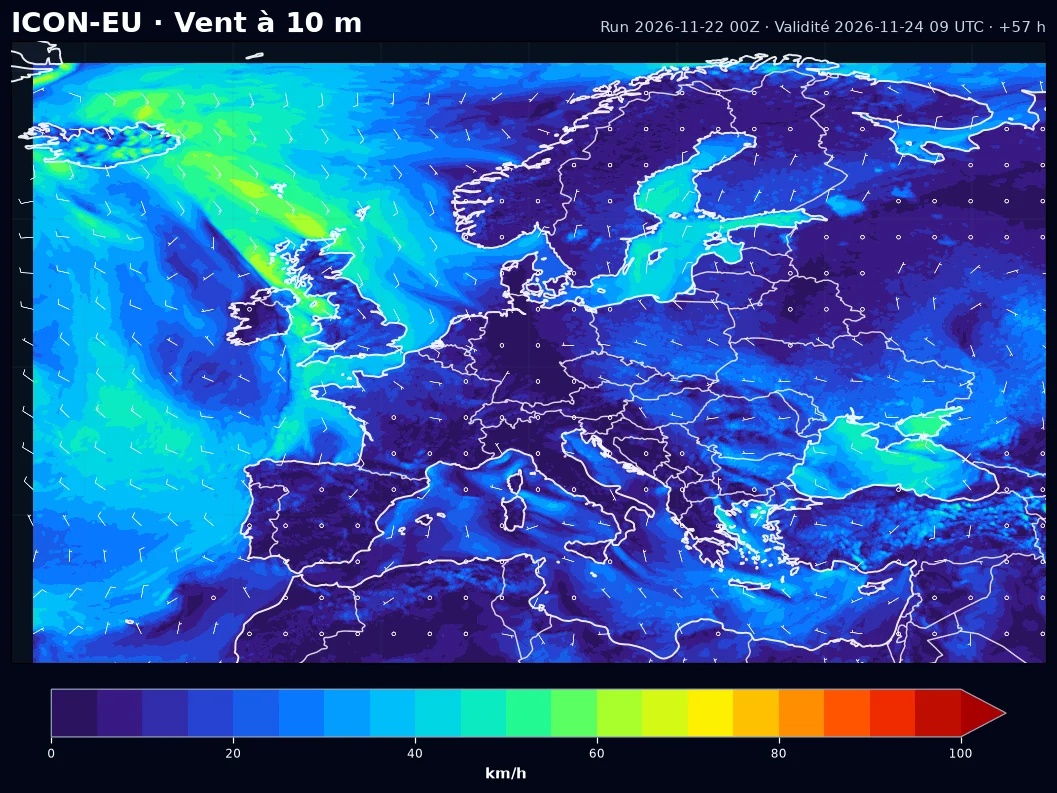 ICON-EU · Vent à 10 m
Run 2026-11-22 00Z · Validité 2026-11-24 09 UTC · +57 h
0 20 40 60 80 100
km/h